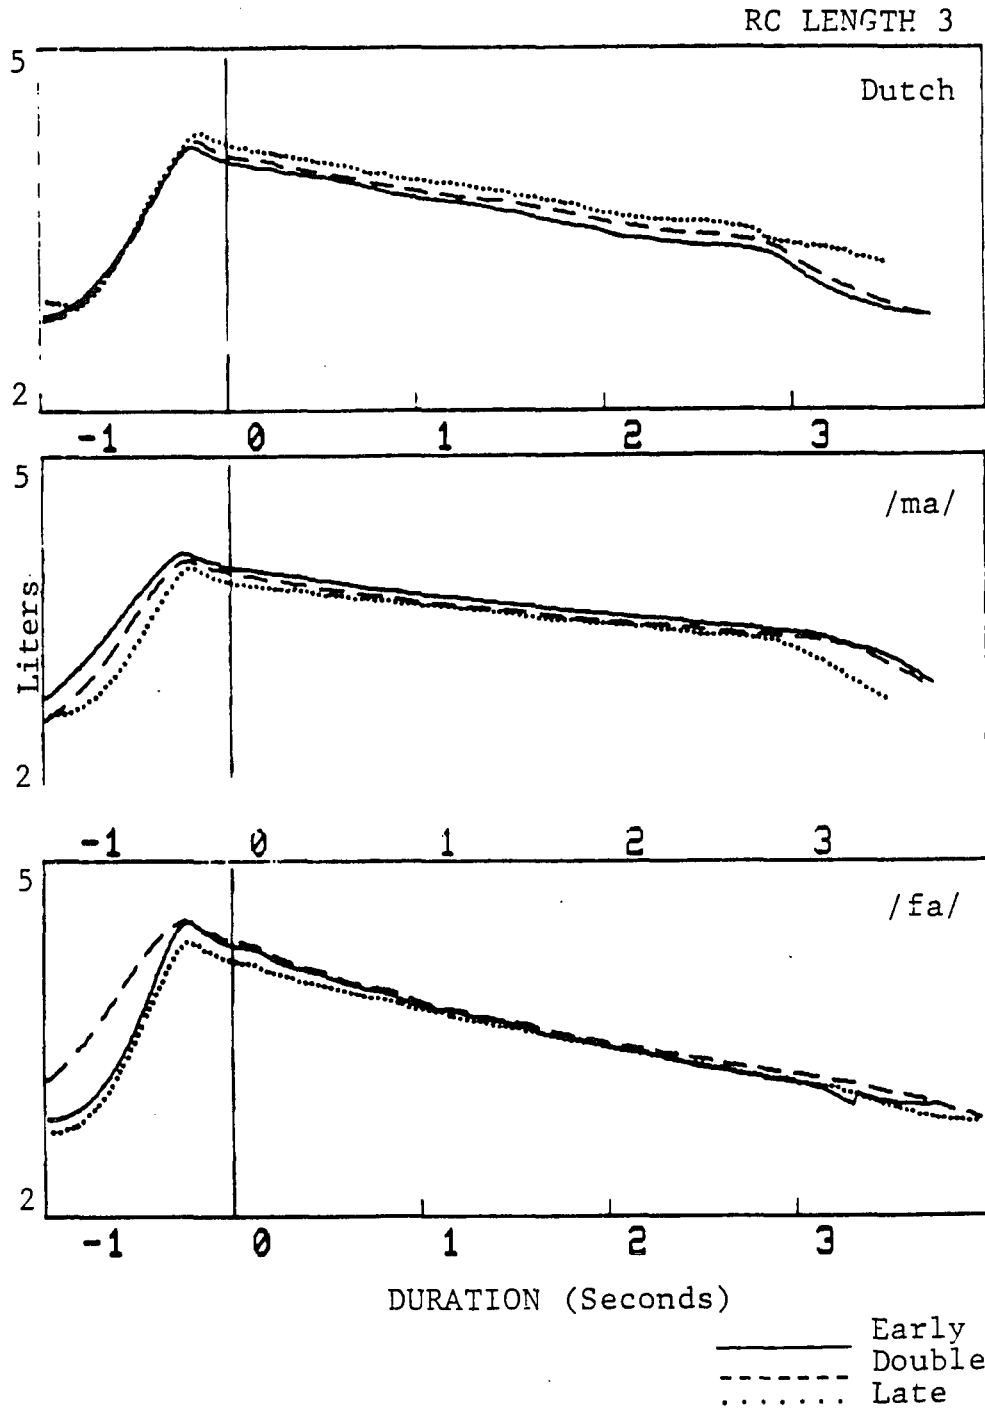 RC LENGTH 3
5
Dutch
2
-1 0 1 2 3
5
/ma/
Liters
2
-1 0 1 2 3
5
/fa/
2
-1 0 1 2 3
DURATION (Seconds)
Early
Double
Late